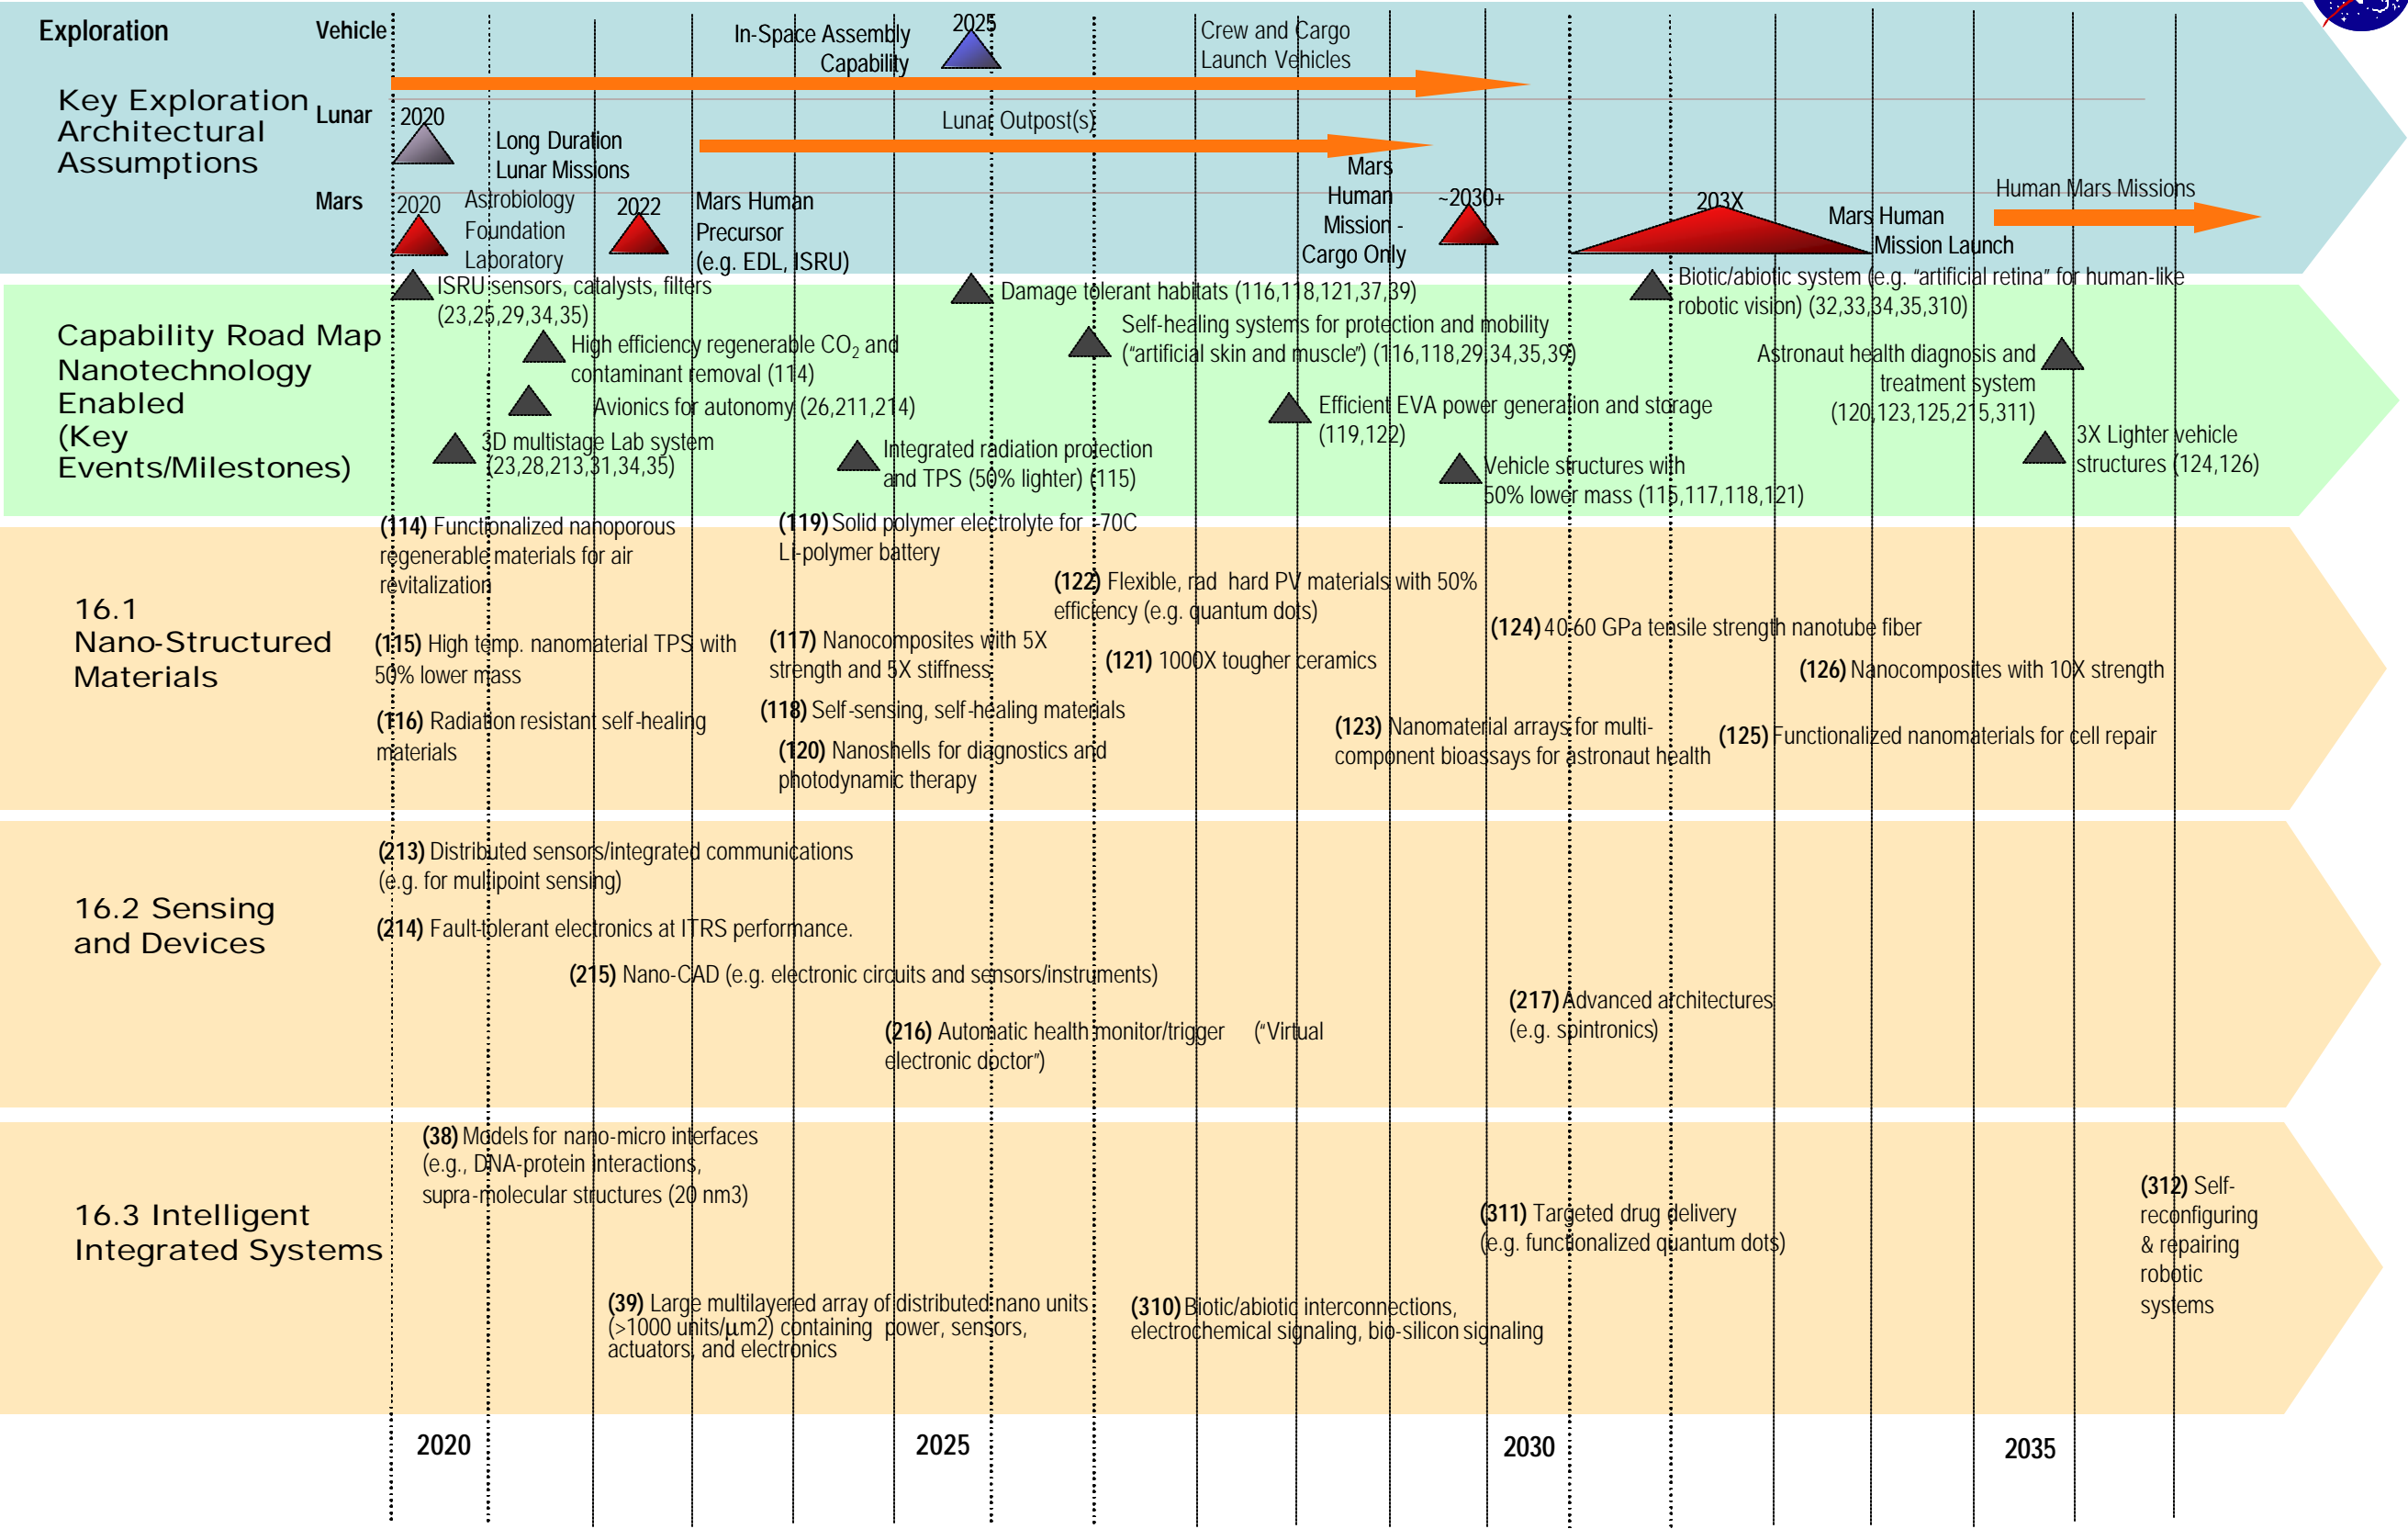 Exploration
Vehicle
In-Space Assembly
Capability
2025
Crew and Cargo
Launch Vehicles
Key Exploration
Architectural
Assumptions
Lunar
2020
Long Duration
Lunar Missions
Lunar Outpost(s)
Mars
2020
Astrobiology
Foundation
Laboratory
2022
Mars Human
Precursor
(e.g. EDL, ISRU)
Mars
Human
Mission -
Cargo Only
~2030+
203X
Mars Human
Mission Launch
Human Mars Missions
Capability Road Map
Nanotechnology
Enabled
(Key
Events/Milestones)
ISRU sensors, catalysts, filters
(23,25,29,34,35)
High efficiency regenerable CO2 and
contaminant removal (114)
Avionics for autonomy (26,211,214)
3D multistage Lab system
(23,28,213,31,34,35)
Damage tolerant habitats (116,118,121,37,39)
Self-healing systems for protection and mobility
("artificial skin and muscle") (116,118,29,34,35,39)
Integrated radiation protection
and TPS (50% lighter) (115)
Efficient EVA power generation and storage
(119,122)
Vehicle structures with
50% lower mass (115,117,118,121)
Biotic/abiotic system (e.g. "artificial retina" for human-like
robotic vision) (32,33,34,35,310)
Astronaut health diagnosis and
treatment system
(120,123,125,215,311)
3X Lighter vehicle
structures (124,126)
16.1
Nano-Structured
Materials
(114) Functionalized nanoporous
regenerable materials for air
revitalization
(115) High temp. nanomaterial TPS with
50% lower mass
(116) Radiation resistant self-healing
materials
(119) Solid polymer electrolyte for -70C
Li-polymer battery
(117) Nanocomposites with 5X
strength and 5X stiffness
(118) Self-sensing, self-healing materials
(120) Nanoshells for diagnostics and
photodynamic therapy
(122) Flexible, rad hard PV materials with 50%
efficiency (e.g. quantum dots)
(121) 1000X tougher ceramics
(123) Nanomaterial arrays for multi-
component bioassays for astronaut health
(124) 40-60 GPa tensile strength nanotube fiber
(126) Nanocomposites with 10X strength
(125) Functionalized nanomaterials for cell repair
16.2 Sensing
and Devices
(213) Distributed sensors/integrated communications
(e.g. for multipoint sensing)
(214) Fault-tolerant electronics at ITRS performance.
(215) Nano-CAD (e.g. electronic circuits and sensors/instruments)
(216) Automatic health monitor/trigger ("Virtual
electronic doctor")
(217) Advanced architectures
(e.g. spintronics)
16.3 Intelligent
Integrated Systems
(38) Models for nano-micro interfaces
(e.g., DNA-protein interactions,
supra-molecular structures (20 nm3)
(39) Large multilayered array of distributed nano units
(>1000 units/μm2) containing power, sensors,
actuators, and electronics
(310) Biotic/abiotic interconnections,
electrochemical signaling, bio-silicon signaling
(311) Targeted drug delivery
(e.g. functionalized quantum dots)
(312) Self-
reconfiguring
& repairing
robotic
systems
2020
2025
2030
2035